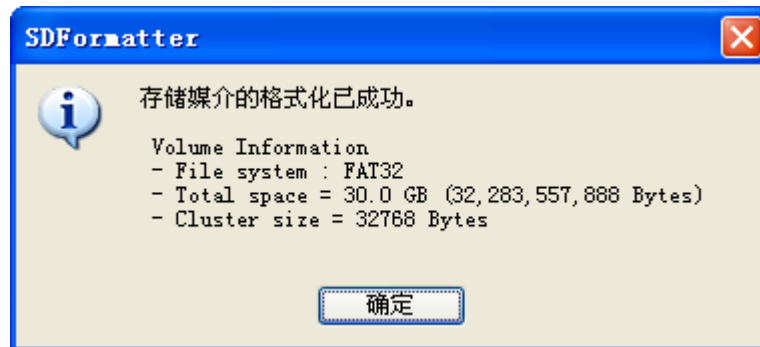 SDFormatter
存储媒介的格式化已成功。
Volume Information
- File system : FAT32
- Total space = 30.0 GB (32,283,557,888 Bytes)
- Cluster size = 32768 Bytes
确定